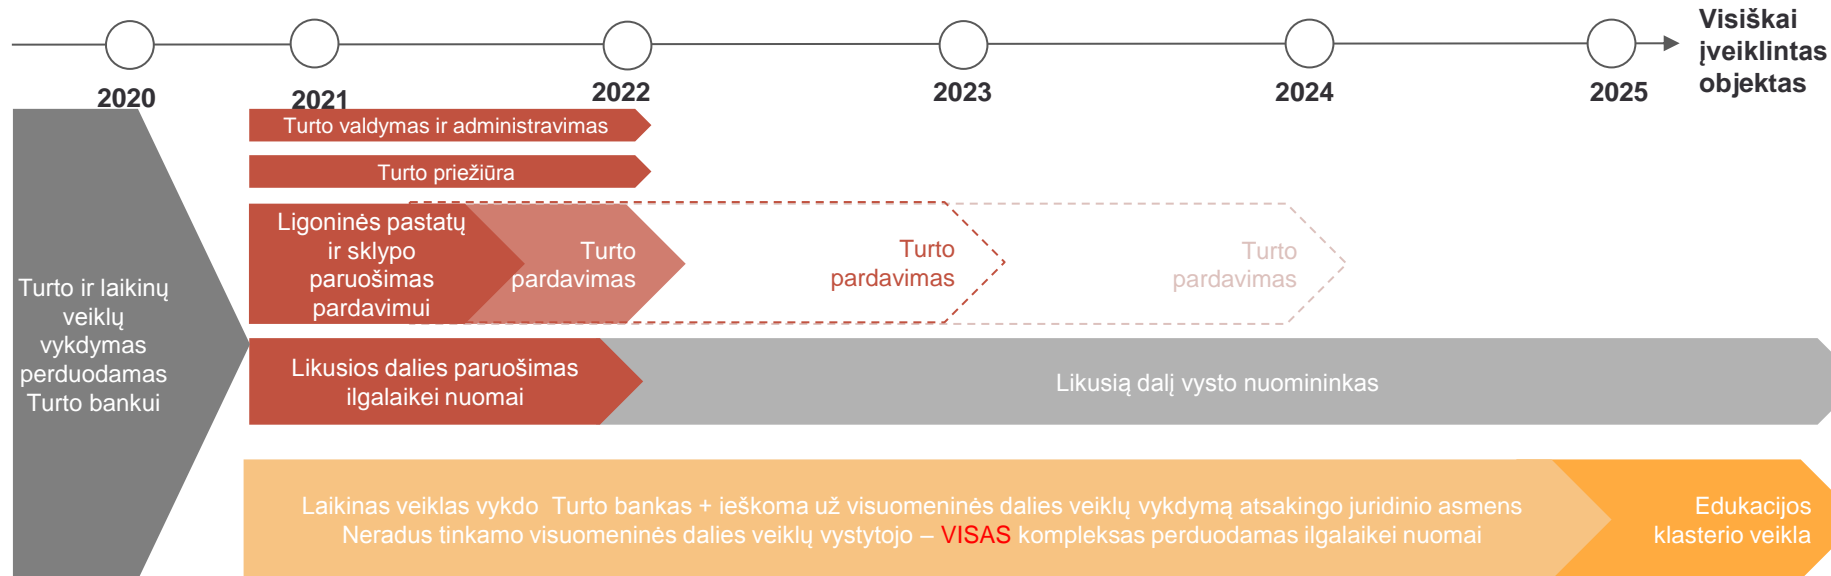 Visiškai
įveiklintas
objektas
2020
2021
2022
2023
2024
2025
Turto ir laikinų
veiklų
vykdymas
perduodamas
Turto bankui
Turto valdymas ir administravimas
Turto priežiūra
Ligoninės pastatų
ir sklypo
paruošimas
pardavimui
Turto
pardavimas
Turto
pardavimas
Turto
pardavimas
Likusios dalies paruošimas
ilgalaikei nuomai
Likusią dalį vysto nuomininkas
Laikinas veiklas vykdo Turto bankas + ieškoma už visuomeninės dalies veiklų vykdymą atsakingo juridinio asmens
Neradus tinkamo visuomeninės dalies veiklų vystytojo – VISAS kompleksas perduodamas ilgalaikei nuomai
Edukacijos
klasterio veikla